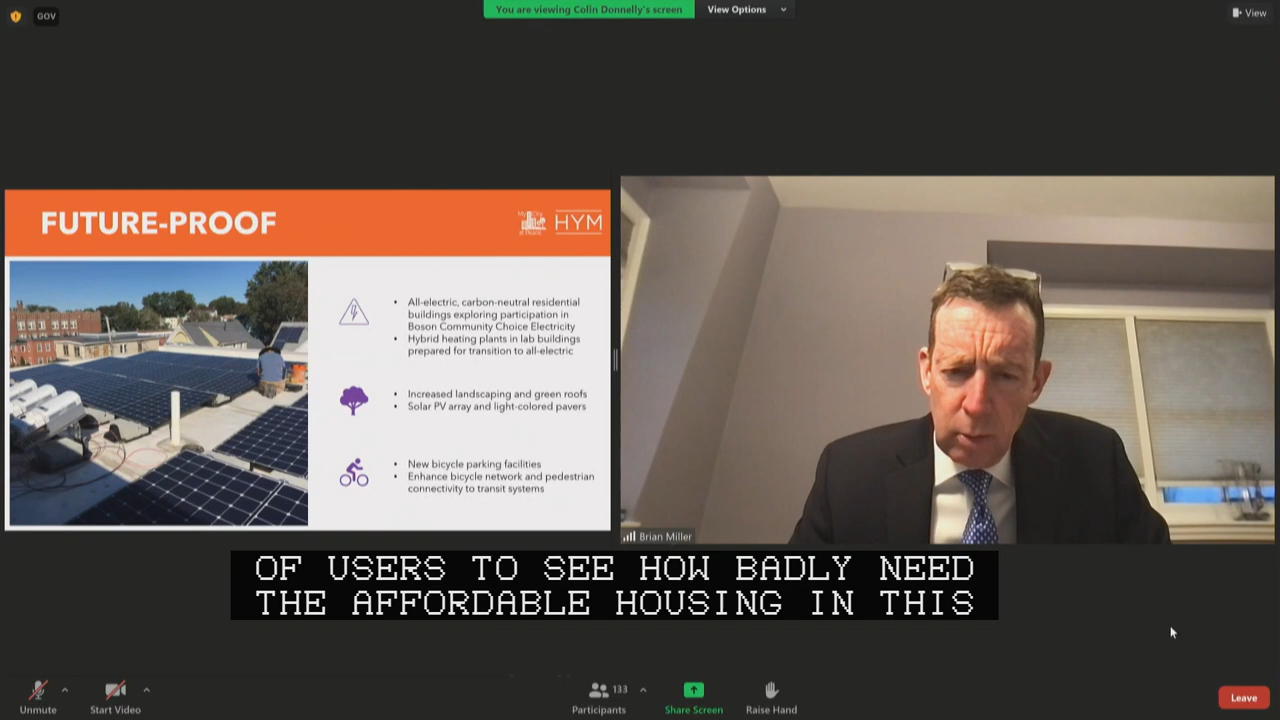 GOV
You are viewing Colin Donnelly's screen
View Options
View
FUTURE-PROOF
HYM
• All-electric, carbon-neutral residential
buildings exploring participation in
Boson Community Choice Electricity
• Hybrid heating plants in lab buildings
prepared for transition to all-electric
• Increased landscaping and green roofs
• Solar PV array and light-colored pavers
• New bicycle parking facilities
• Enhance bicycle network and pedestrian
connectivity to transit systems
Brian Miller
OF USERS TO SEE HOW BADLY NEED
THE AFFORDABLE HOUSING IN THIS
Unmute
Start Video
133
Participants
Share Screen
Raise Hand
Leave